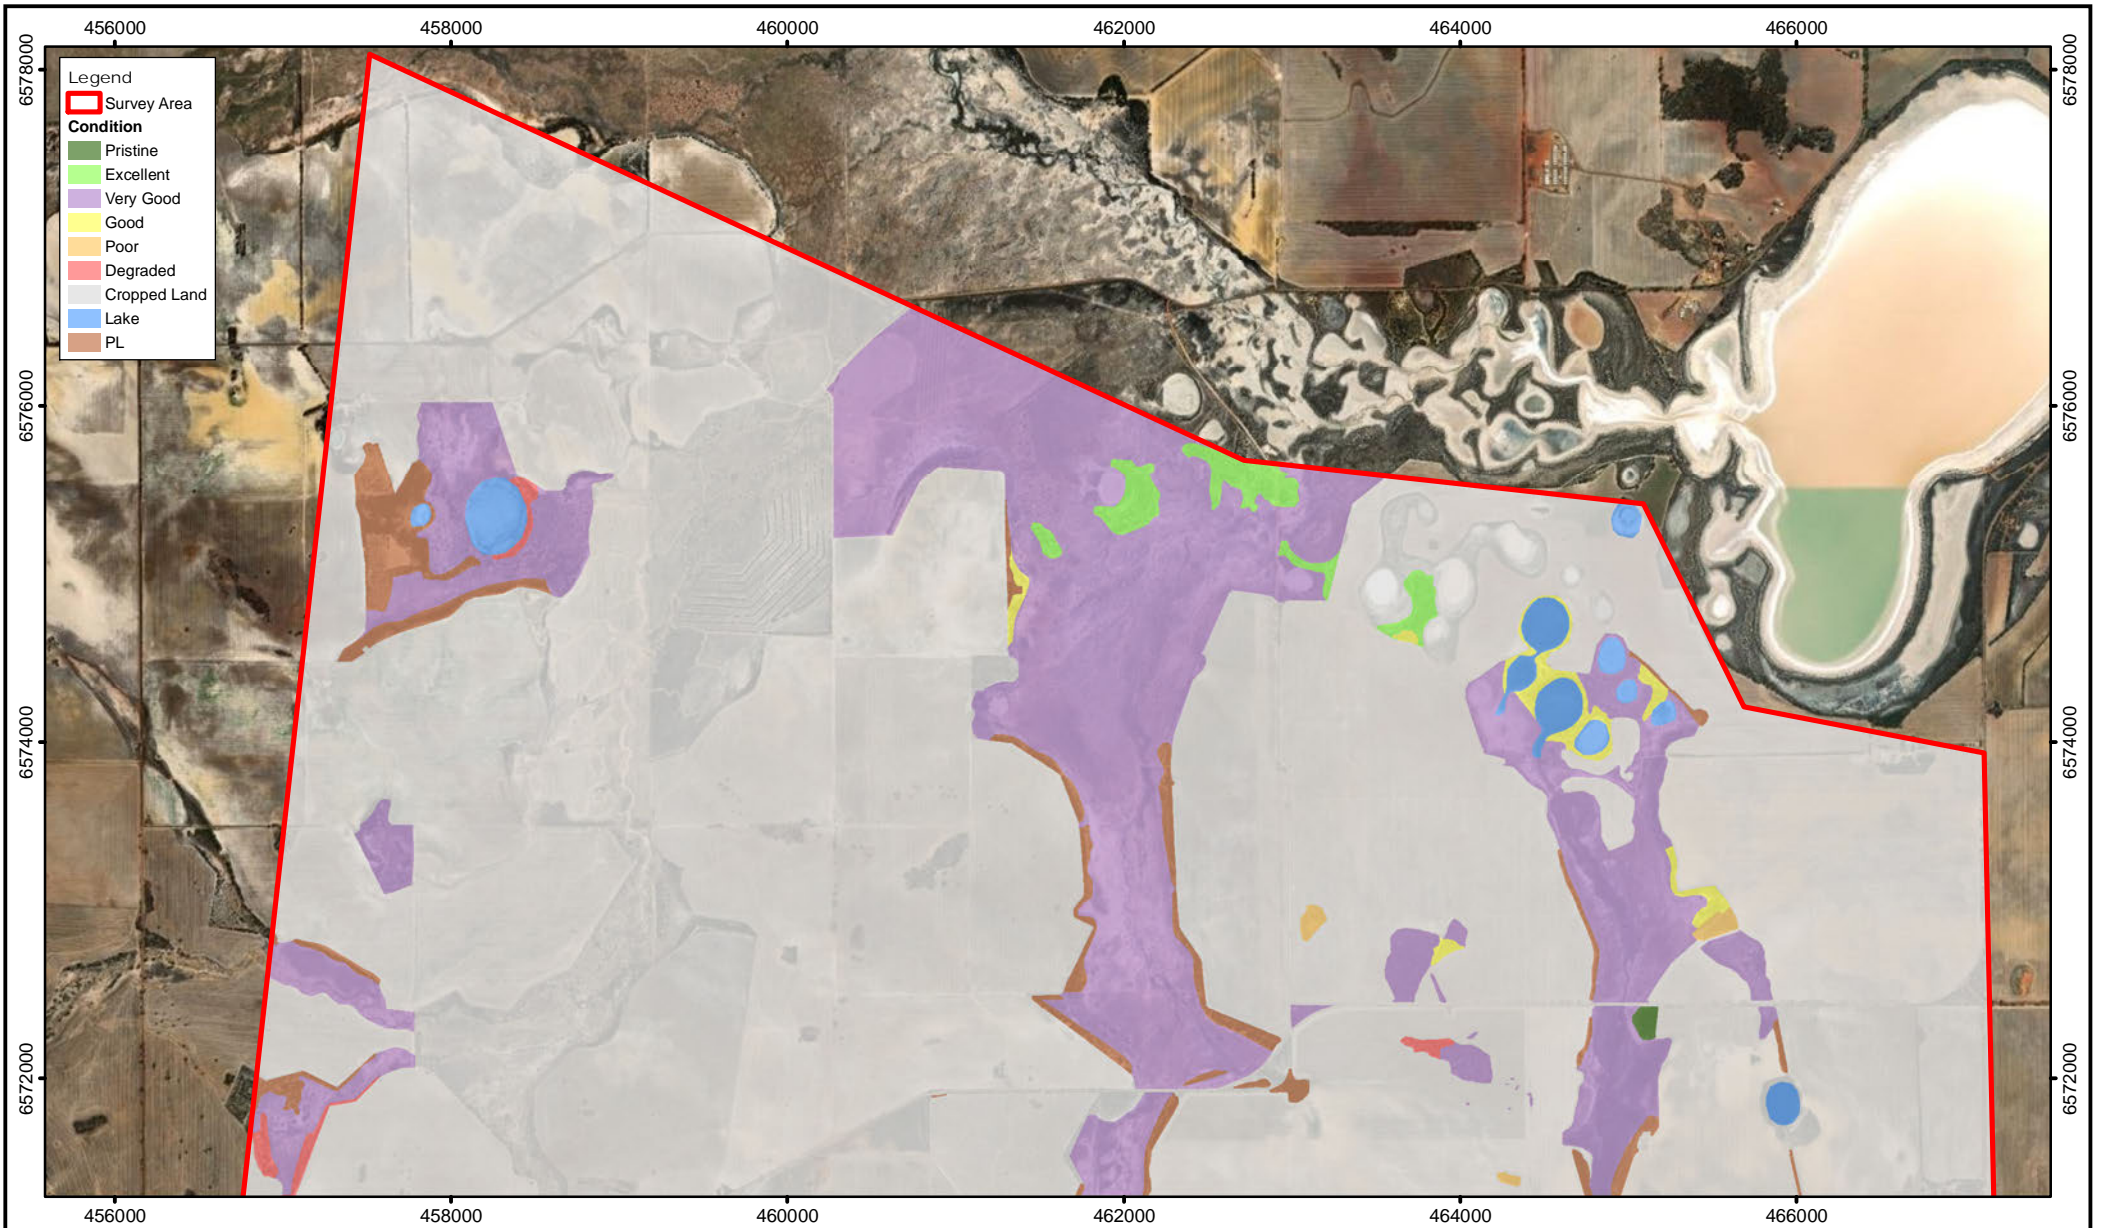 456000 458000 460000 462000 464000 466000
6578000
6578000
Legend
Survey Area
Condition
Pristine
Excellent
Very Good
Good
Poor
Degraded
Cropped Land
Lake
PL
6576000
6576000
6574000
6574000
6572000
6572000
456000 458000 460000 462000 464000 466000